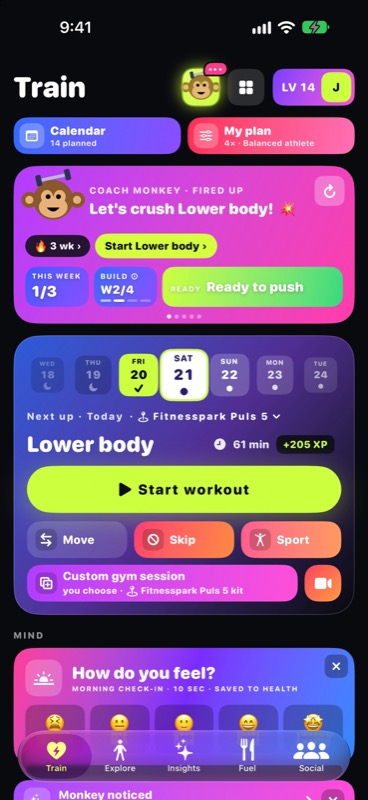 9:41
Train
LV 14
J
Calendar
14 planned
My plan
4× · Balanced athlete
COACH MONKEY · FIRED UP
Let's crush Lower body! 💥
🔥 3 wk ›
Start Lower body ›
THIS WEEK
1/3
BUILD
W2/4
READY Ready to push
WED
18
THU
19
FRI
20
SAT
21
SUN
22
MON
23
TUE
24
Next up · Today · Fitnesspark Puls 5
Lower body
61 min
+205 XP
Start workout
Move
Skip
Sport
Custom gym session
you choose · Fitnesspark Puls 5 kit
MIND
How do you feel?
MORNING CHECK-IN · 10 SEC · SAVED TO HEALTH
Train
Explore
Insights
Fuel
Social
Monkey noticed